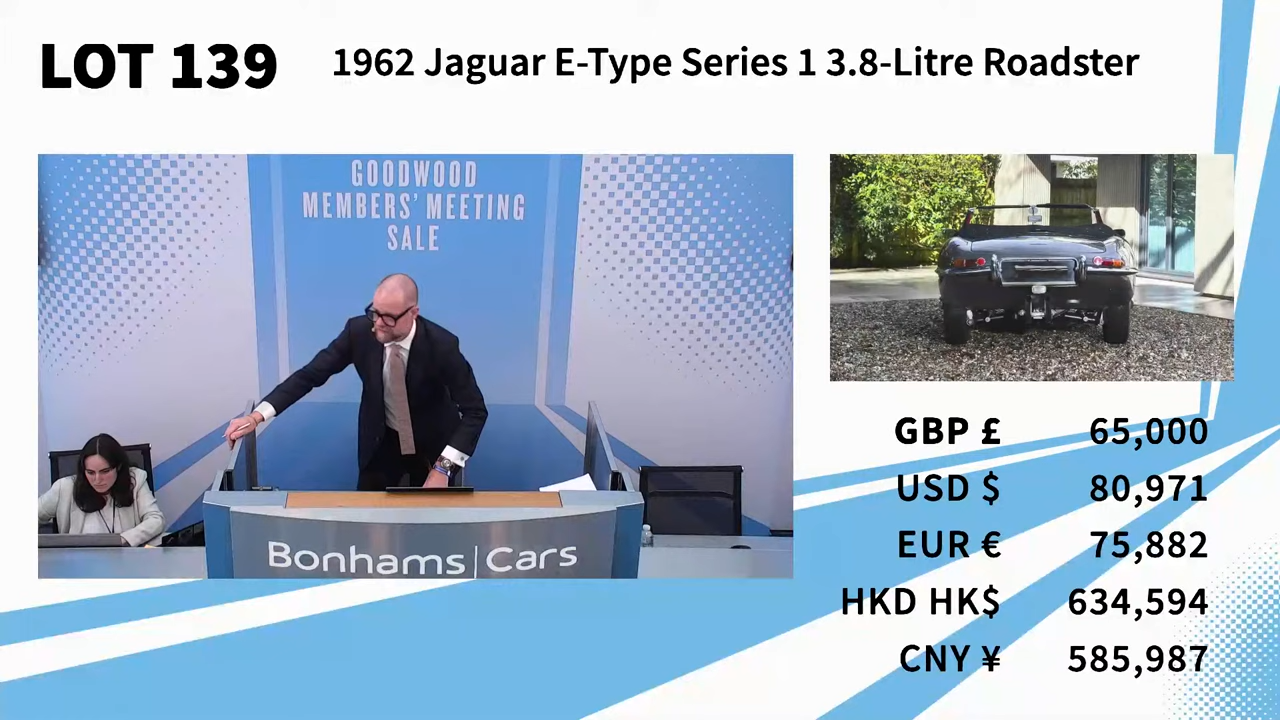 LOT 139
1962 Jaguar E-Type Series 1 3.8-Litre Roadster
GOODWOOD
MEMBERS' MEETING
SALE
Bonhams|Cars
GBP £ 65,000
USD $ 80,971
EUR € 75,882
HKD HK$ 634,594
CNY ¥ 585,987